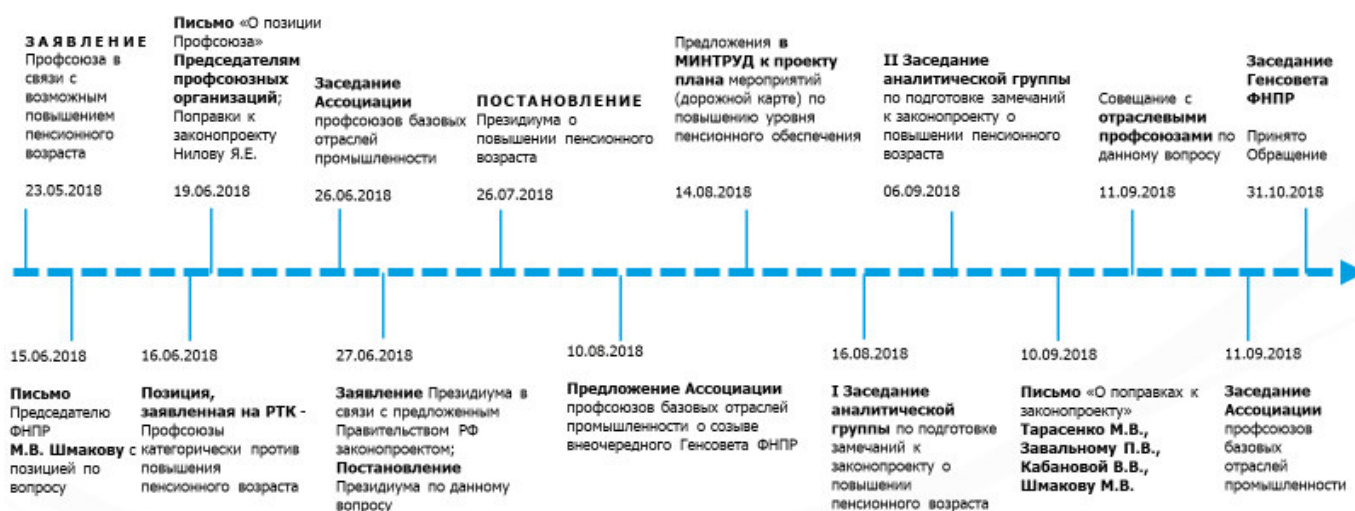 ЗАЯВЛЕНИЕ
Профсоюза в
связи с
возможным
повышением
пенсионного
возраста
23.05.2018
Письмо «О позиции
Профсоюза»
Председателям
профсоюзных
организаций;
Поправки к
законопроекту
Нилову Я.Е.
19.06.2018
Заседание
Ассоциации
профсоюзов базовых
отраслей
промышленности
26.06.2018
ПОСТАНОВЛЕНИЕ
Президиума о
повышении пенсионного
возраста
26.07.2018
Предложения в
МИНТРУД к проекту
плана мероприятий
(дорожной карте) по
повышению уровня
пенсионного обеспечения
14.08.2018
II Заседание
аналитической группы
по подготовке замечаний
к законопроекту о
повышении пенсионного
возраста
06.09.2018
Совещание с
отраслевыми
профсоюзами по
данному вопросу
11.09.2018
Заседание
Генсовета
ФНПР
Принято
Обращение
31.10.2018
15.06.2018
Письмо
Председателю
ФНПР
М.В. Шмакову с
позицией по
вопросу
16.06.2018
Позиция,
заявленная на РТК -
Профсоюзы
категорически против
повышения
пенсионного возраста
27.06.2018
Заявление Президиума в
связи с предложенным
Правительством РФ
законопроектом;
Постановление
Президиума по данному
вопросу
10.08.2018
Предложение Ассоциации
профсоюзов базовых отраслей
промышленности о созыве
внеочередного Генсовета ФНПР
16.08.2018
I Заседание
аналитической
группы по подготовке
замечаний к
законопроекту о
повышении
пенсионного возраста
10.09.2018
Письмо «О поправках к
законопроекту»
Тарасенко М.В.,
Завальному П.В.,
Кабановой В.В.,
Шмакову М.В.
11.09.2018
Заседание
Ассоциации
профсоюзов
базовых
отраслей
промышленности